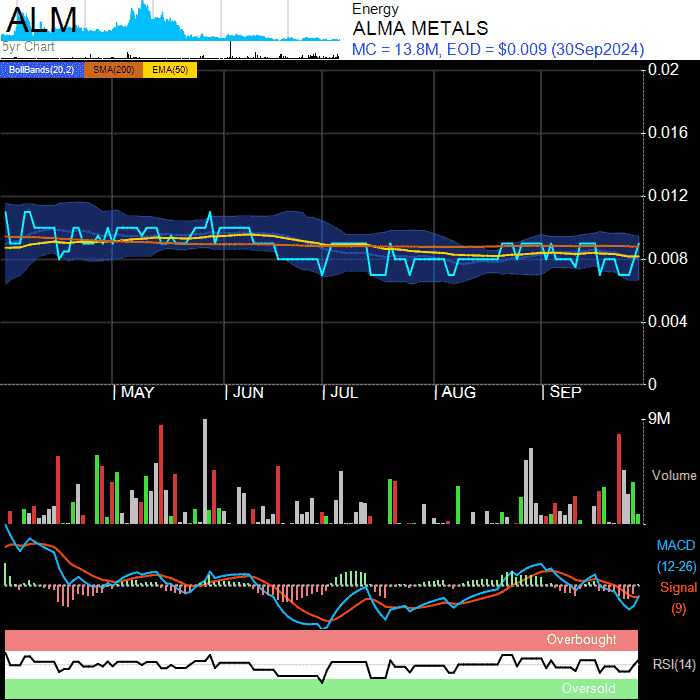 ALM
5yr Chart
Energy
ALMA METALS
MC = 13.8M, EOD = $0.009 (30Sep2024)
BollBands(20,2) SMA(200) EMA(50)
0.02
0.016
0.012
0.008
0.004
0
MAY JUN JUL AUG SEP
9M
Volume
MACD
(12-26)
Signal
(9)
Overbought
RSI(14)
Oversold